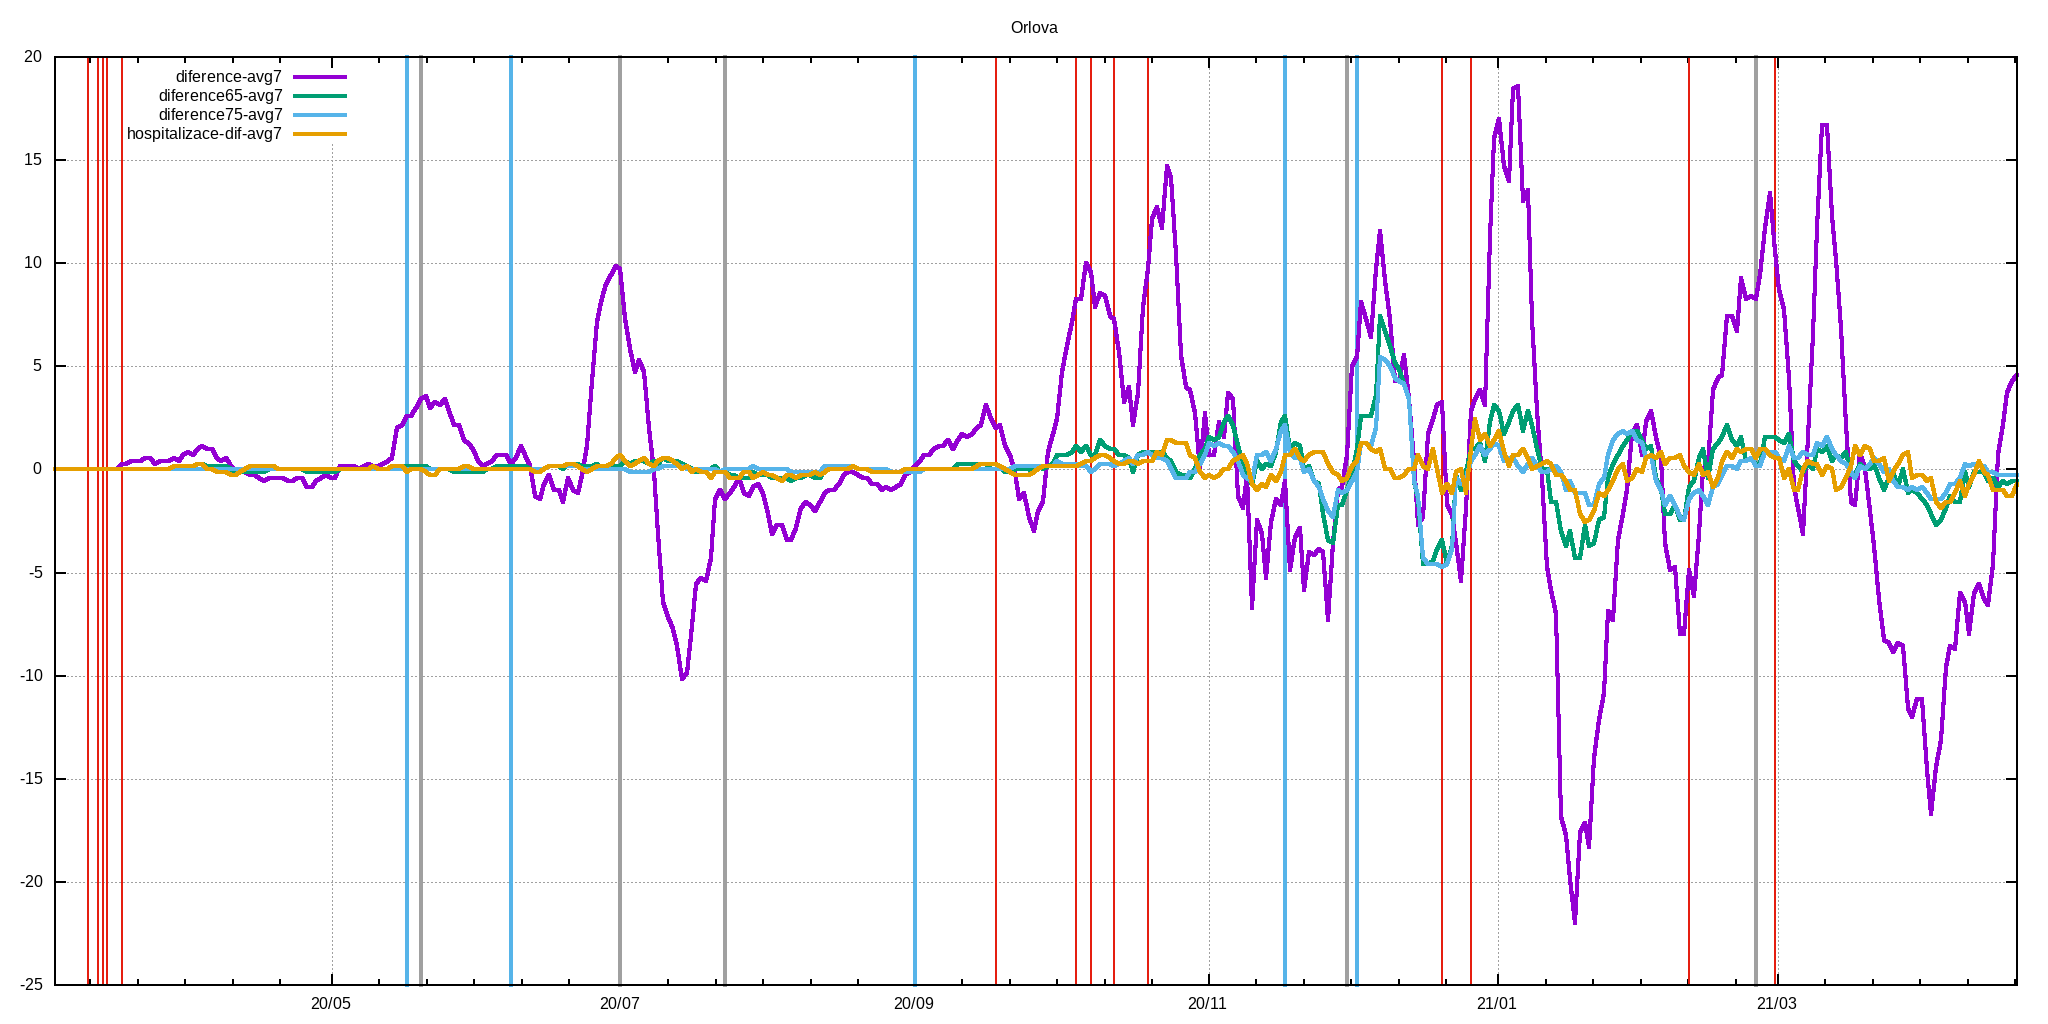 Orlova
diference-avg7
diference65-avg7
diference75-avg7
hospitalizace-dif-avg7
20
15
10
5
0
-5
-10
-15
-20
-25
20/05 20/07 20/09 20/11 21/01 21/03